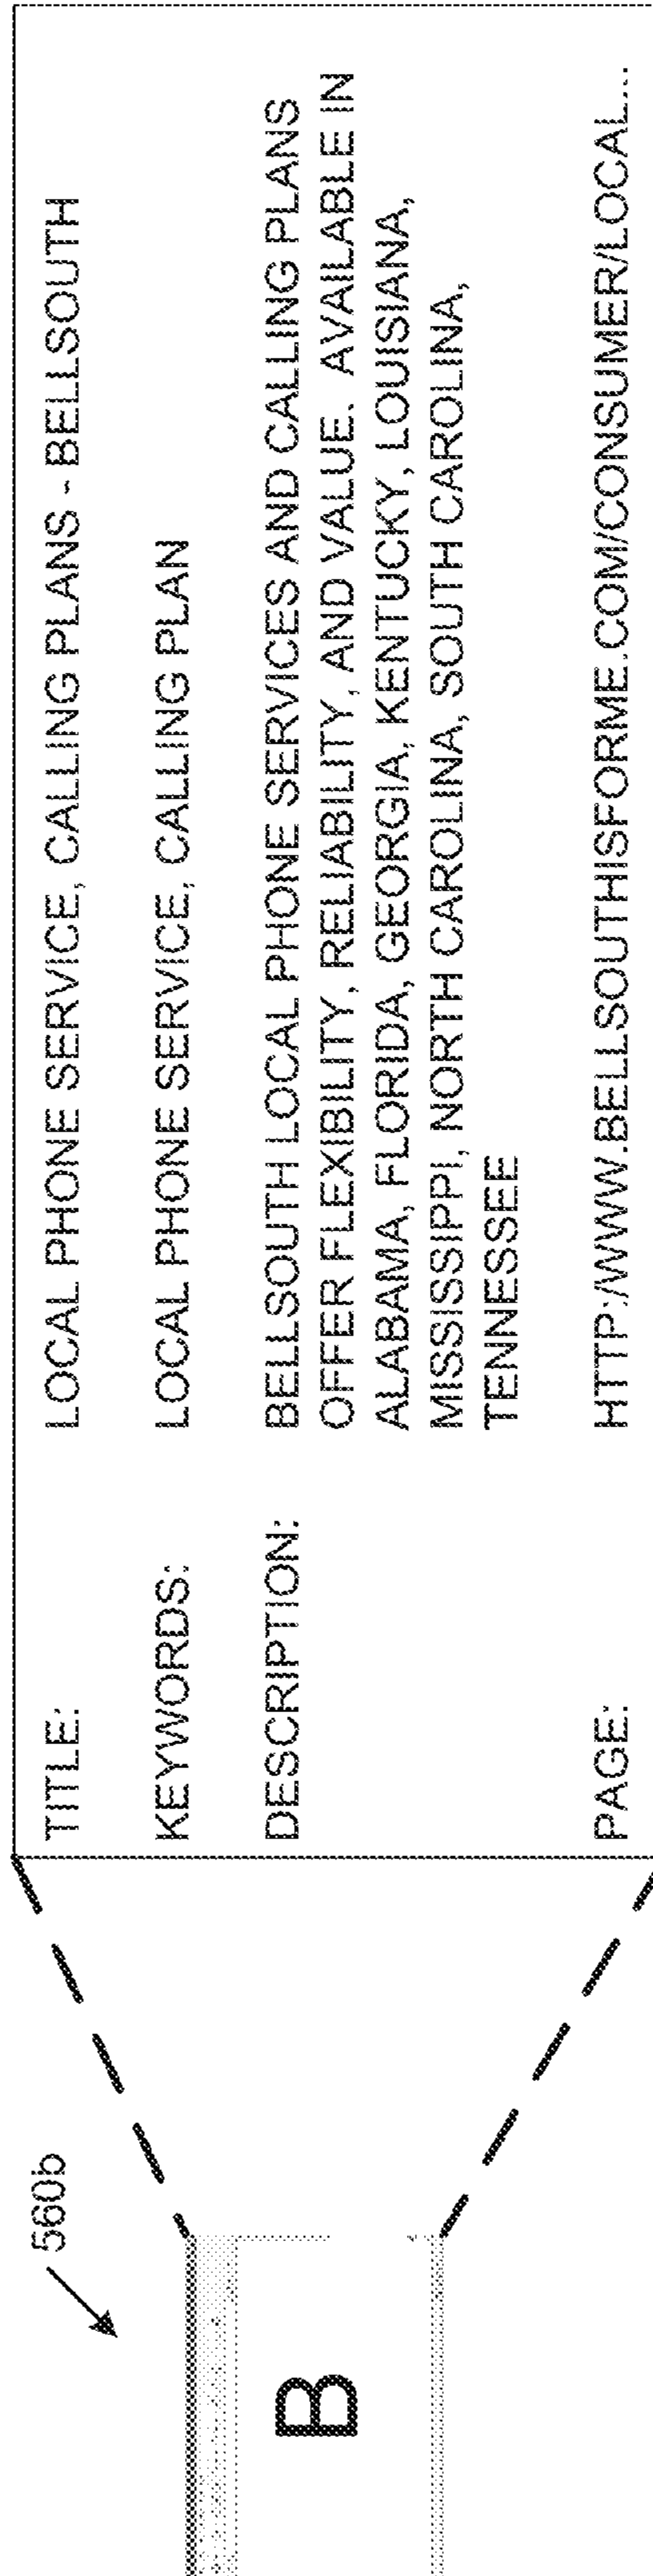 560b
B
TITLE: LOCAL PHONE SERVICE, CALLING PLANS - BELLSOUTH
KEYWORDS: LOCAL PHONE SERVICE, CALLING PLAN
DESCRIPTION: BELLSOUTH LOCAL PHONE SERVICES AND CALLING PLANS
OFFER FLEXIBILITY, RELIABILITY, AND VALUE. AVAILABLE IN
ALABAMA, FLORIDA, GEORGIA, KENTUCKY, LOUISIANA,
MISSISSIPPI, NORTH CAROLINA, SOUTH CAROLINA,
TENNESSEE
PAGE: HTTP:/WWW.BELLSOUTHISFORME.COM/CONSUMER/LOCAL...